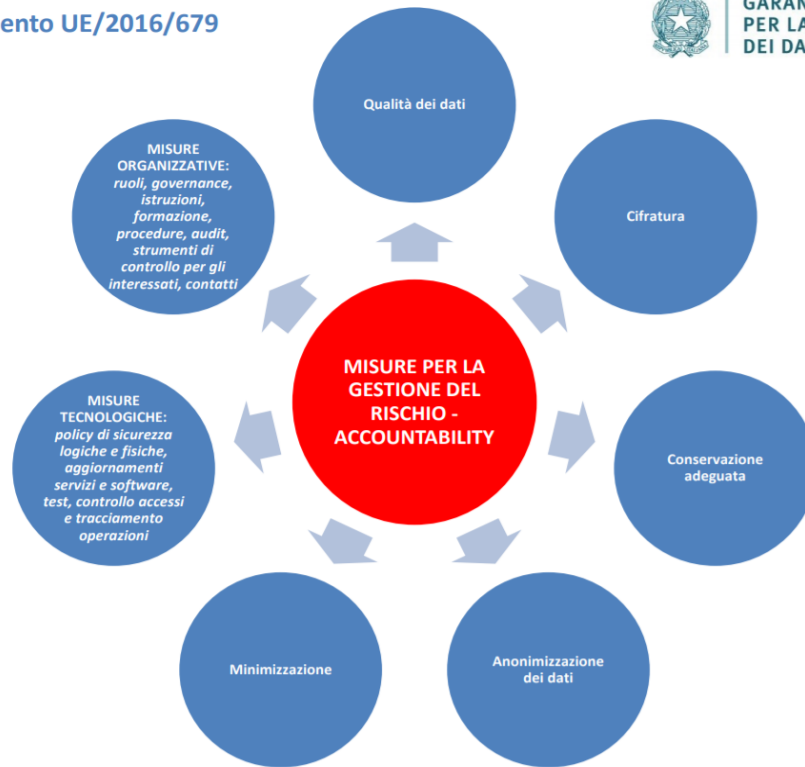 ento UE/2016/679
GARAN
PER LA
DEI DA
Qualità dei dati
MISURE
ORGANIZZATIVE:
ruoli, governance,
istruzioni,
formazione,
procedure, audit,
strumenti di
controllo per gli
interessati, contatti
Cifratura
MISURE PER LA
GESTIONE DEL
RISCHIO -
ACCOUNTABILITY
MISURE
TECNOLOGICHE:
policy di sicurezza
logiche e fisiche,
aggiornamenti
servizi e software,
test, controllo accessi
e tracciamento
operazioni
Conservazione
adeguata
Minimizzazione
Anonimizzazione
dei dati